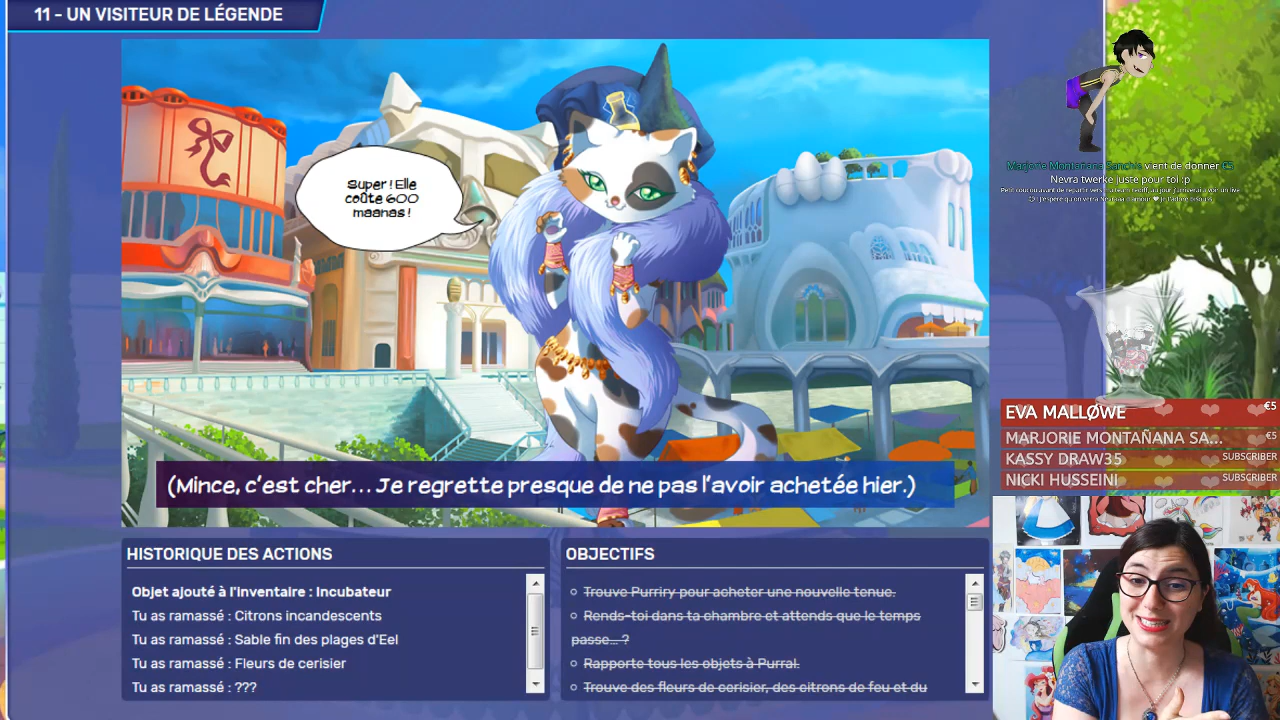 11 - UN VISITEUR DE LÉGENDE
Super ! Elle
coûte 600
maanas !
(Mince, c'est cher... Je regrette presque de ne pas l'avoir achetée hier.)
HISTORIQUE DES ACTIONS
Objet ajouté à l'inventaire : Incubateur
Tu as ramassé : Citrons incandescents
Tu as ramassé : Sable fin des plages d'Eel
Tu as ramassé : Fleurs de cerisier
Tu as ramassé : ???
OBJECTIFS
Trouve Purriry pour acheter une nouvelle tenue.
Rends-toi dans ta chambre et attends que le temps
passe... ?
Rapporte tous les objets à Purral.
Trouve des fleurs de cerisier, des citrons de feu et du
Marjorie Montañana Sanchis vient de donner €5
Nevra twerke juste pour toi :p
EVA MALLØWE €5
MARJORIE MONTAÑANA SA... €5
KASSY DRAW35 SUBSCRIBER
NICKI HUSSEINI SUBSCRIBER